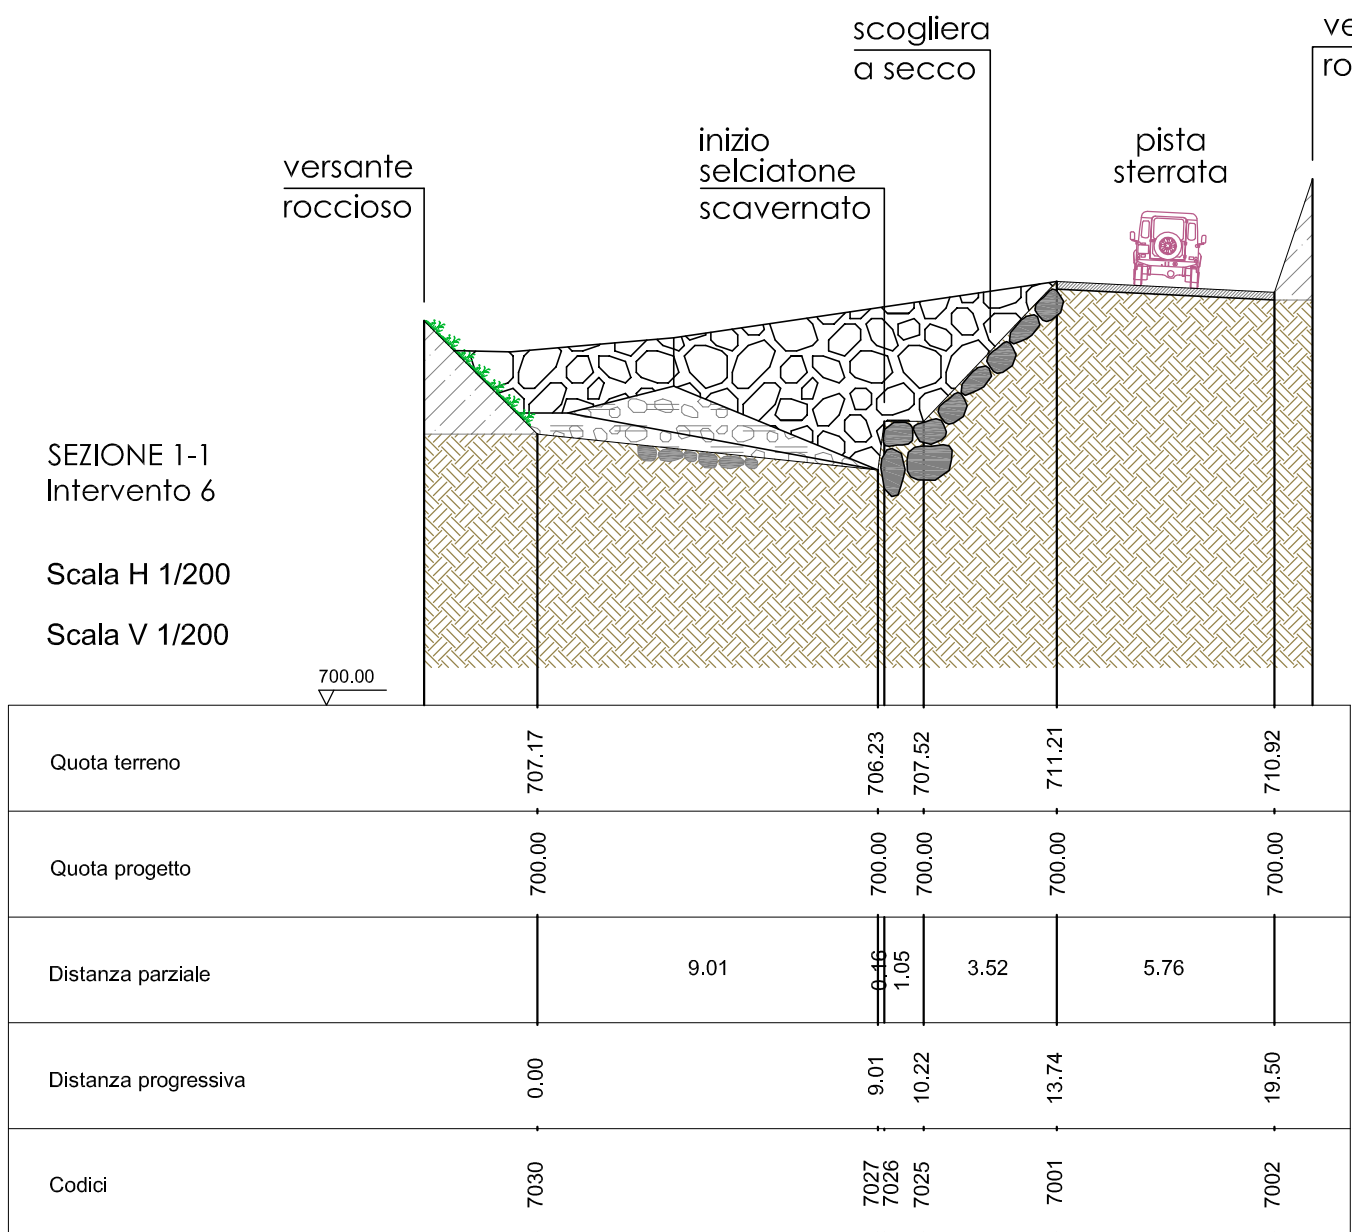 scogliera
a secco
ve
ro
inizio
selciatone
scavernato
pista
sterrata
versante
roccioso
SEZIONE 1-1
Intervento 6
Scala H 1/200
Scala V 1/200
700.00
Quota terreno 707.17 706.23 707.52 711.21 710.92
Quota progetto 700.00 700.00 700.00 700.00 700.00
Distanza parziale 9.01 0.16 1.05 3.52 5.76
Distanza progressiva 0.00 9.01 10.22 13.74 19.50
Codici 7030 7027 7026 7025 7001 7002